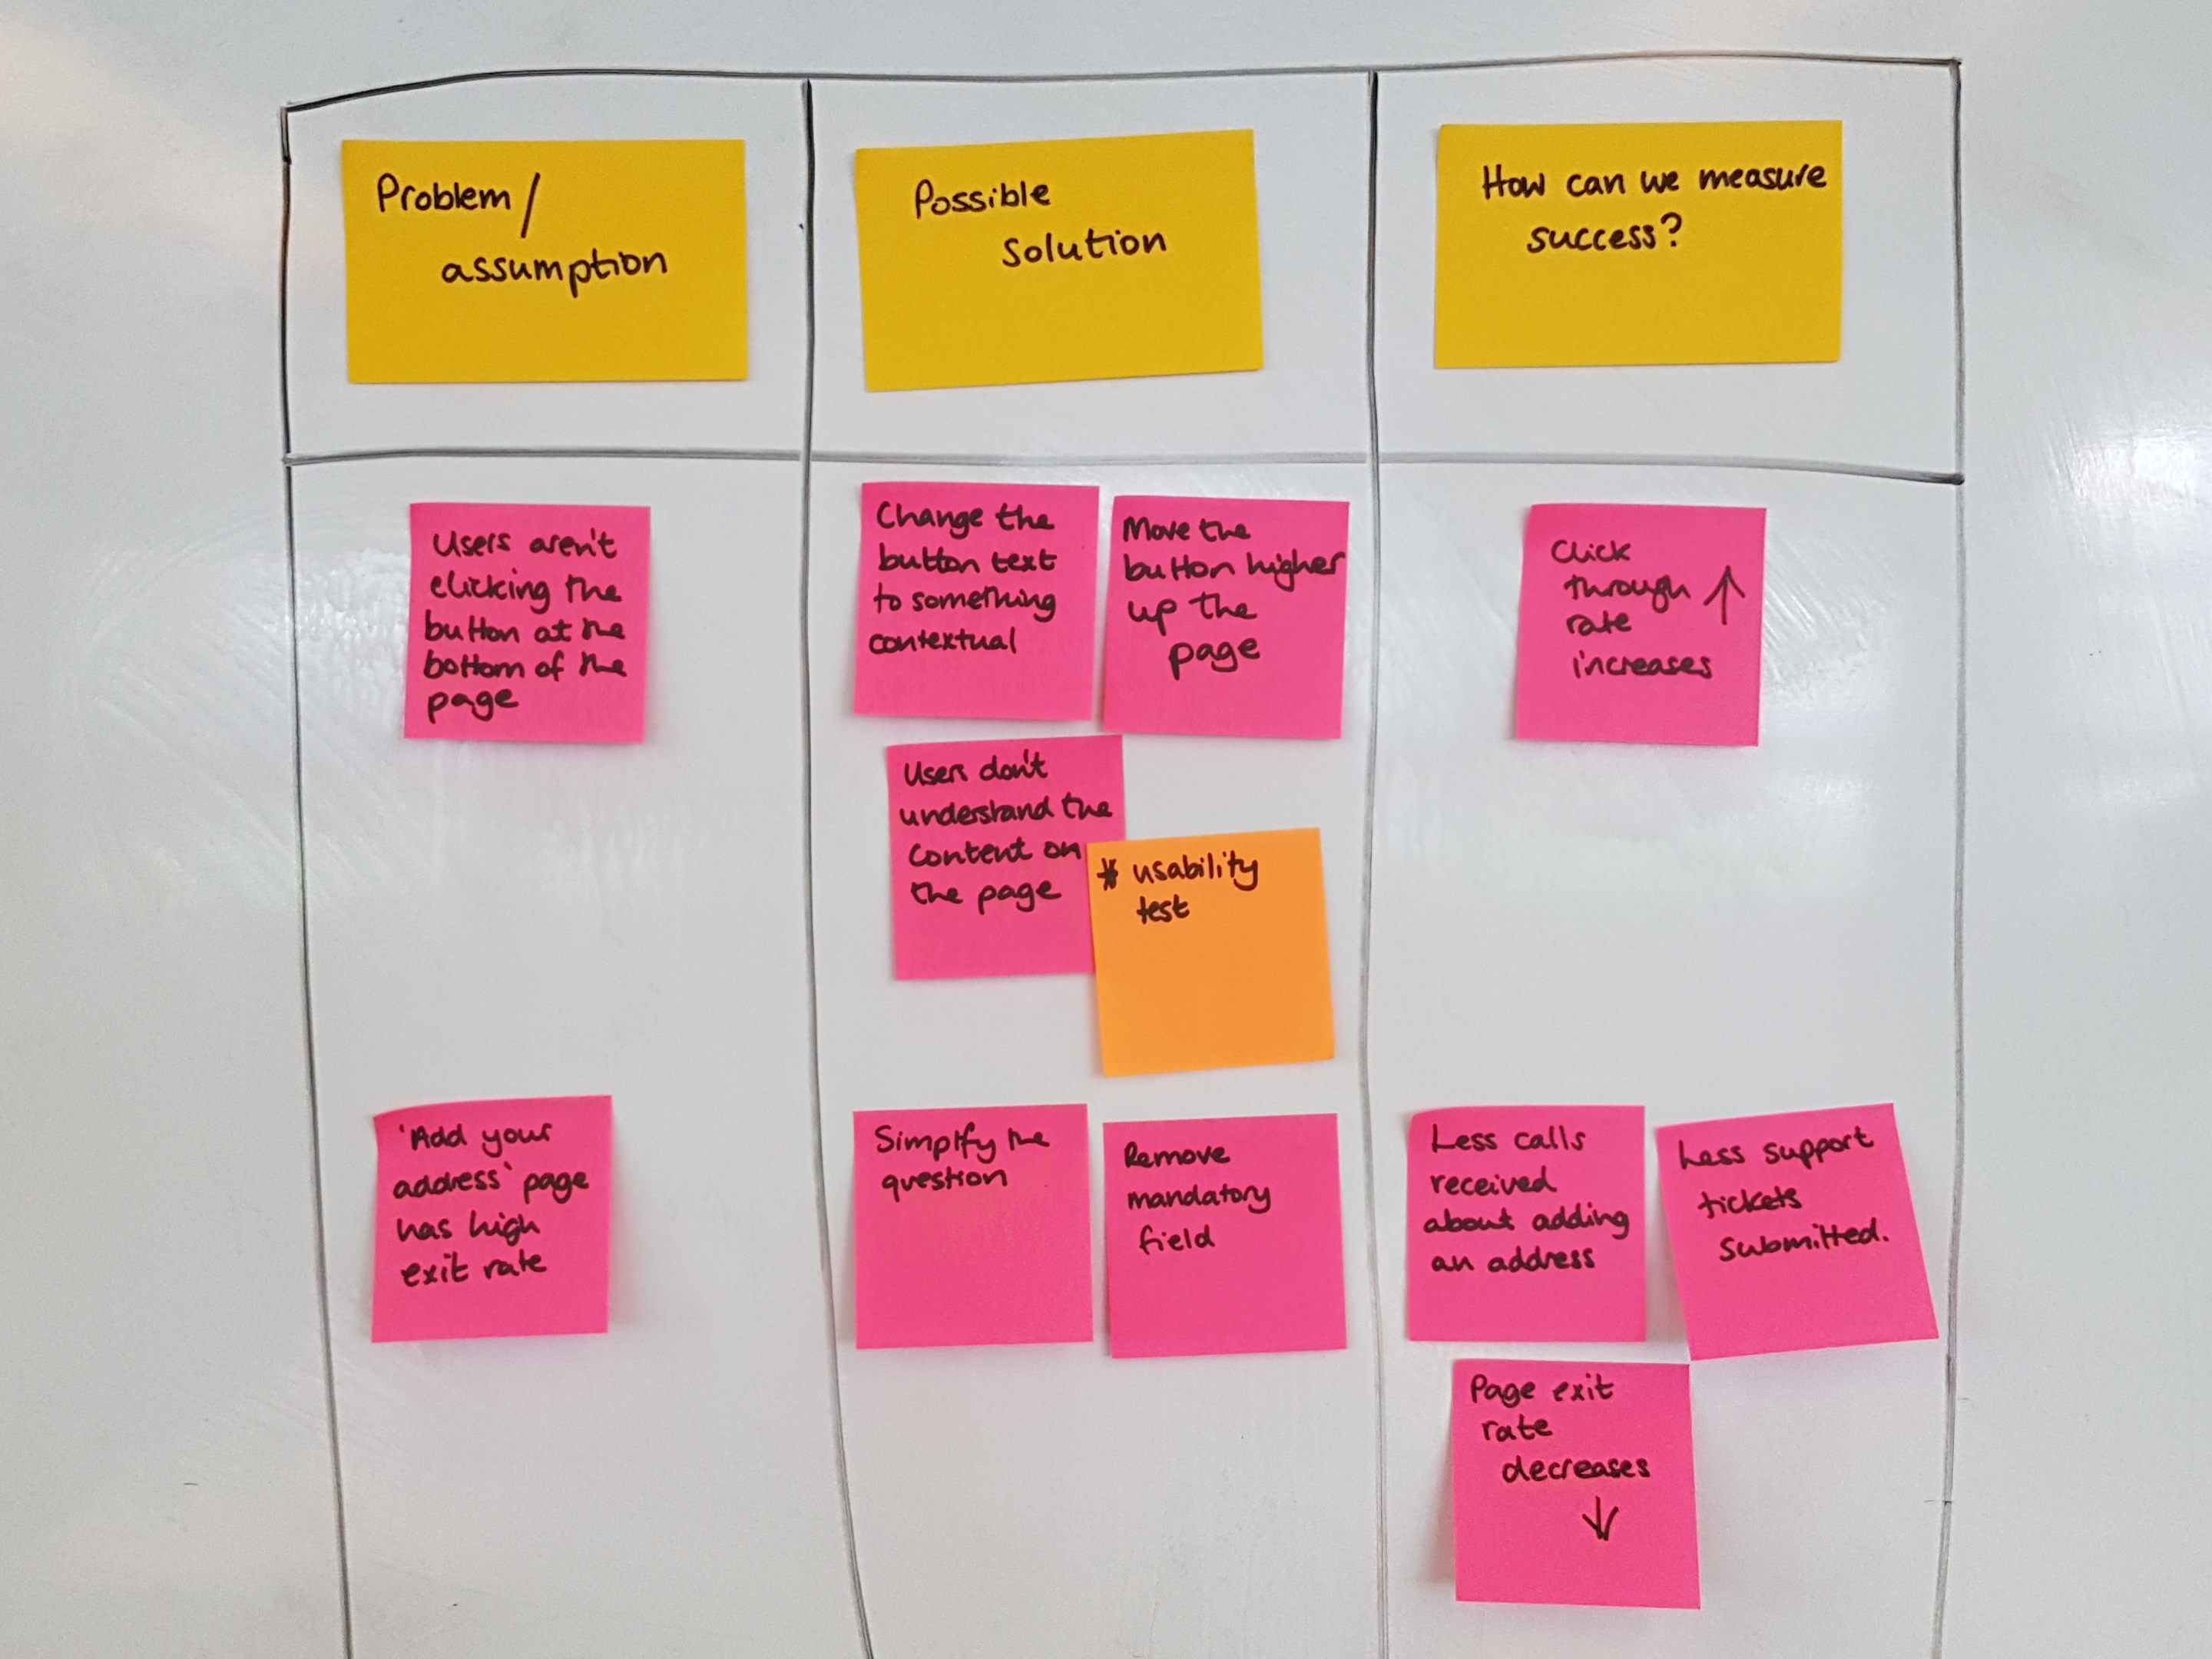 Problem /
assumption
Possible
solution
How can we measure
success?
Users aren't
clicking the
button at the
bottom of the
page
Change the
button text
to something
contextual
Move the
button higher
up the
page
Click
through ↑
rate
increases
Users don't
understand the
content on
the page
* usability
test
'Add your
address' page
has high
exit rate
Simplify the
question
Remove
mandatory
field
Less calls
received
about adding
an address
Less support
tickets
submitted.
Page exit
rate
decreases
↓